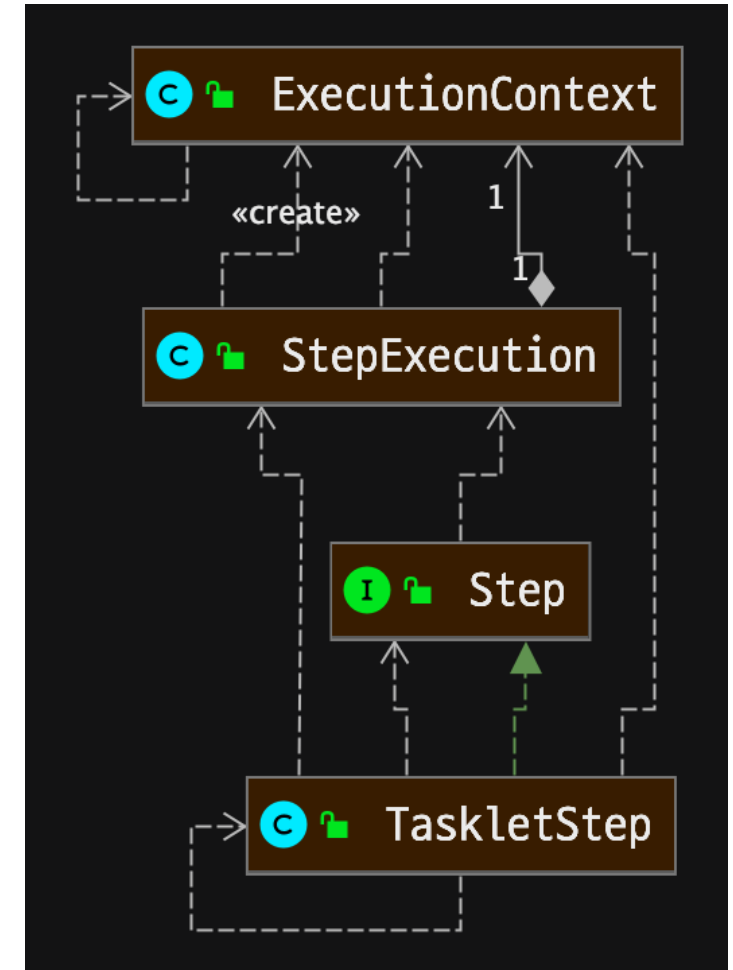 C ExecutionContext
«create»
1
1
C StepExecution
I Step
C TaskletStep